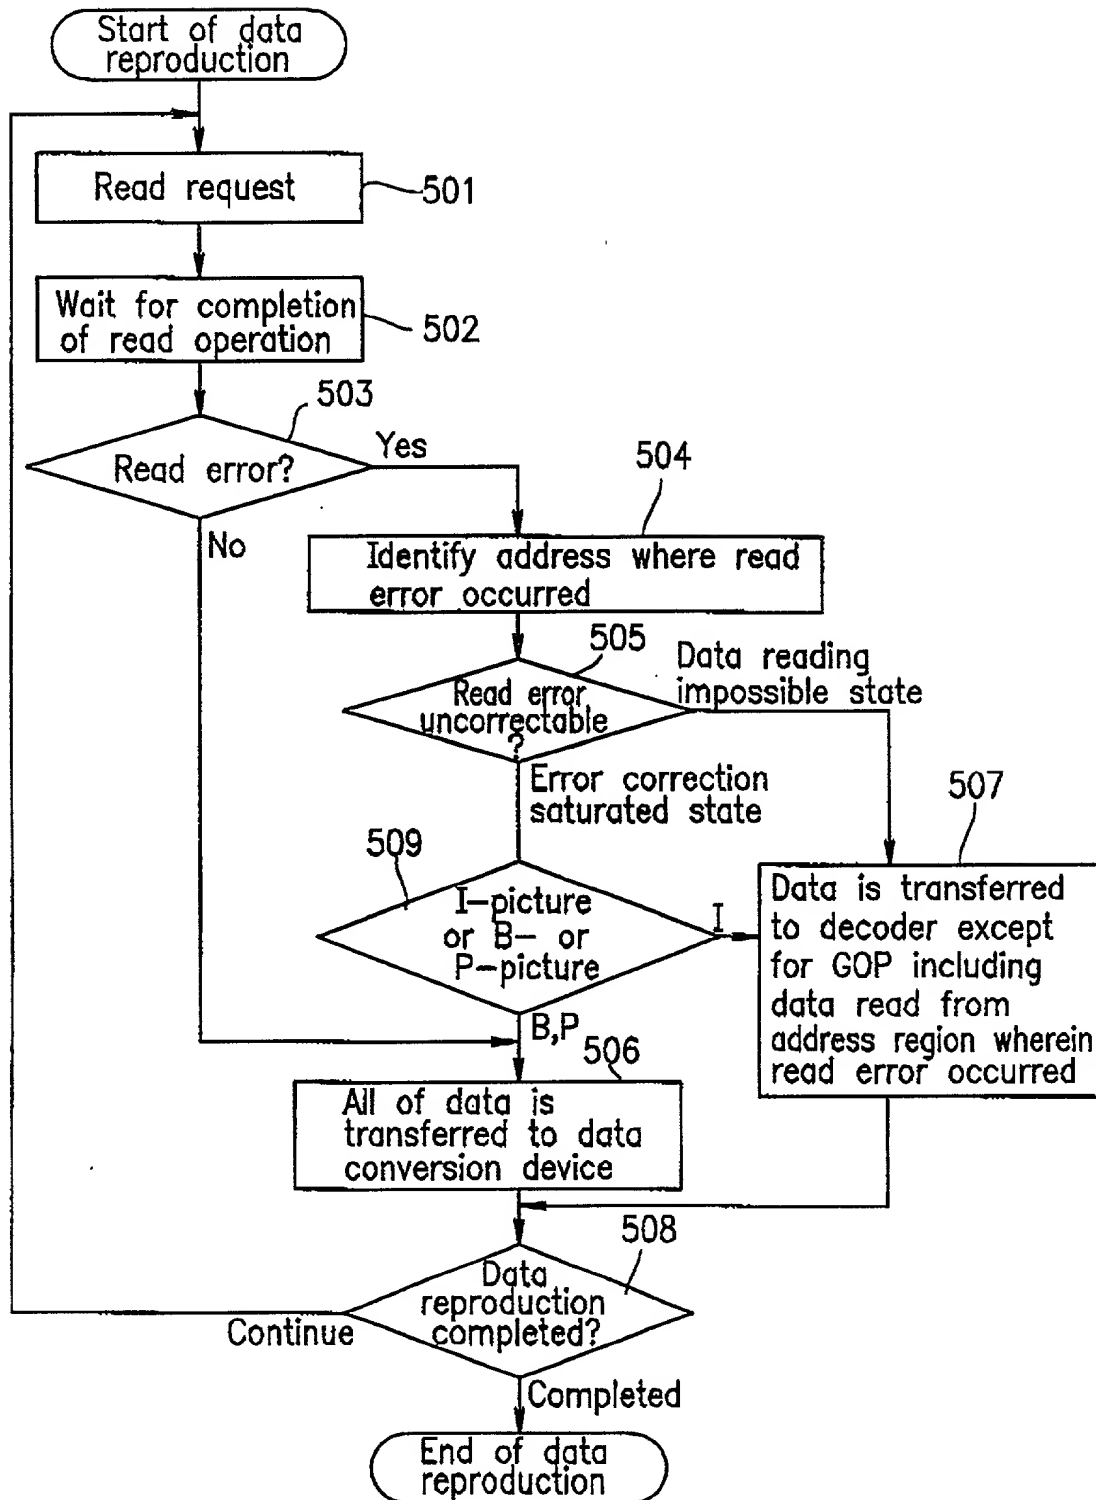 Start of data
reproduction
Read request
501
Wait for completion
of read operation
502
503
Read error?
Yes
No
504
Identify address where read
error occurred
505
Read error
uncorrectable
?
Data reading
impossible state
Error correction
saturated state
507
509
I-picture
or B- or
P-picture
I
Data is transferred
to decoder except
for GOP including
data read from
address region wherein
read error occurred
B,P
506
All of data is
transferred to data
conversion device
508
Data
reproduction
completed?
Continue
Completed
End of data
reproduction